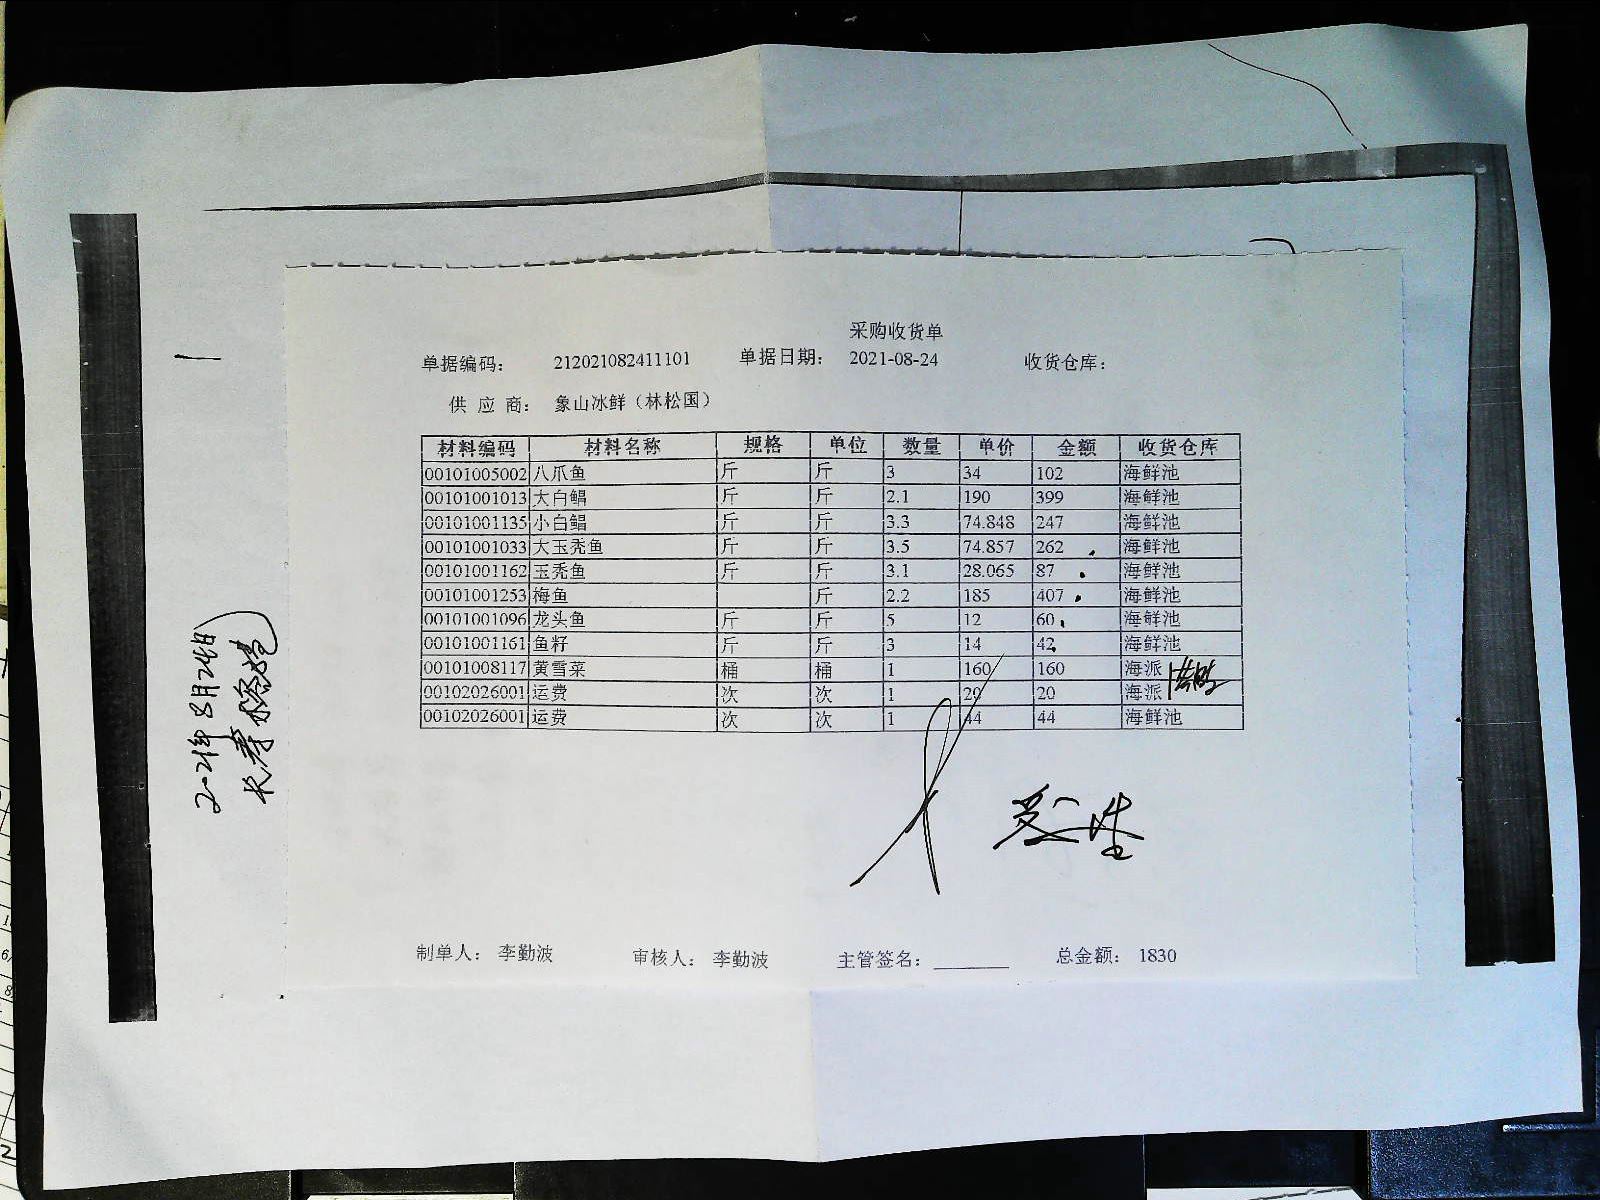 采购收货单
单据编码： 212021082411101 单据日期： 2021-08-24 收货仓库：
供 应 商： 象山冰鲜（林松国）
材料编码 材料名称 规格 单位 数量 单价 金额 收货仓库
00101005002 八爪鱼 斤 斤 3 34 102 海鲜池
00101001013 大白鲳 斤 斤 2.1 190 399 海鲜池
00101001135 小白鲳 斤 斤 3.3 74.848 247 海鲜池
00101001033 大玉秃鱼 斤 斤 3.5 74.857 262 海鲜池
00101001162 玉秃鱼 斤 斤 3.1 28.065 87 海鲜池
00101001253 梅鱼 斤 2.2 185 407 海鲜池
00101001096 龙头鱼 斤 斤 5 12 60 海鲜池
00101001161 鱼籽 斤 斤 3 14 42 海鲜池
00101008117 黄雪菜 桶 桶 1 160 160 海派
00102026001 运费 次 次 1 20 20 海派
00102026001 运费 次 次 1 44 44 海鲜池
制单人： 李勤波 审核人： 李勤波 主管签名： 总金额： 1830